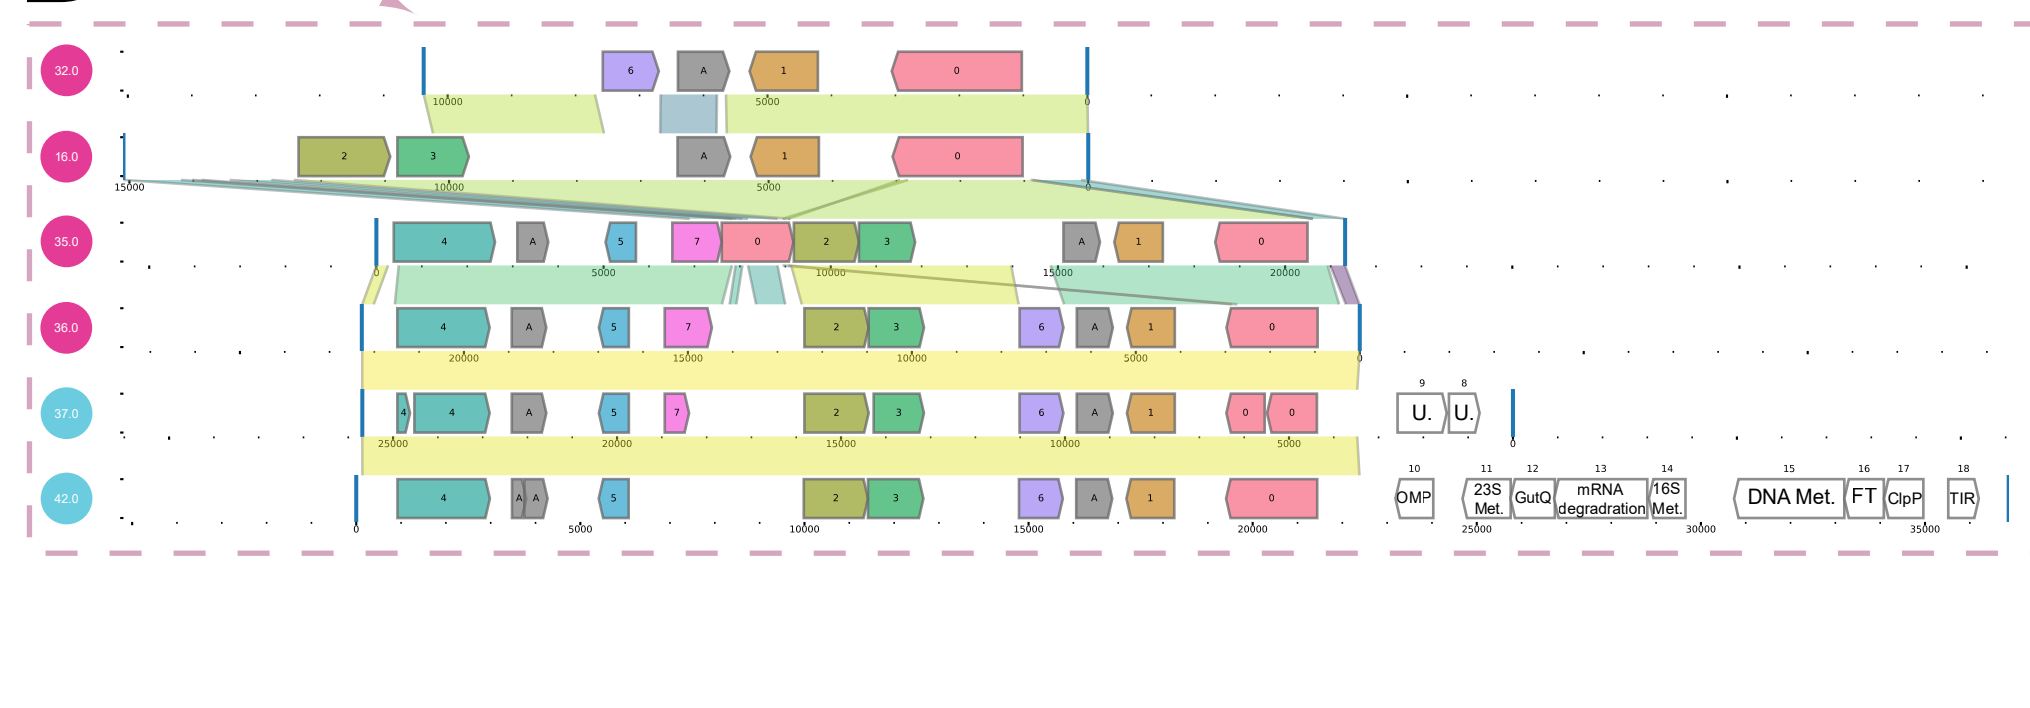 32.0
6 A 1 0
10000 5000 0
16.0
2 3 A 1 0
15000 10000 5000 0
35.0
4 A 5 7 0 2 3 A 1 0
0 5000 10000 15000 20000
36.0
4 A 5 7 2 3 6 A 1 0
20000 15000 10000 5000 0
9 8
37.0
4 4 A 5 7 2 3 6 A 1 0 0 U. U.
25000 20000 15000 10000 5000 0
10 11 12 13 14 15 16 17 18
42.0
4 A A 5 2 3 6 A 1 0 OMP 23S Met. GutQ mRNA degradration 16S Met. DNA Met. FT ClpP TIR
0 5000 10000 15000 20000 25000 30000 35000